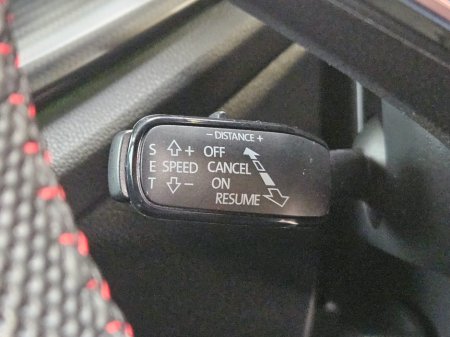 - DISTANCE +
S + OFF
E SPEED CANCEL
T - ON
RESUME